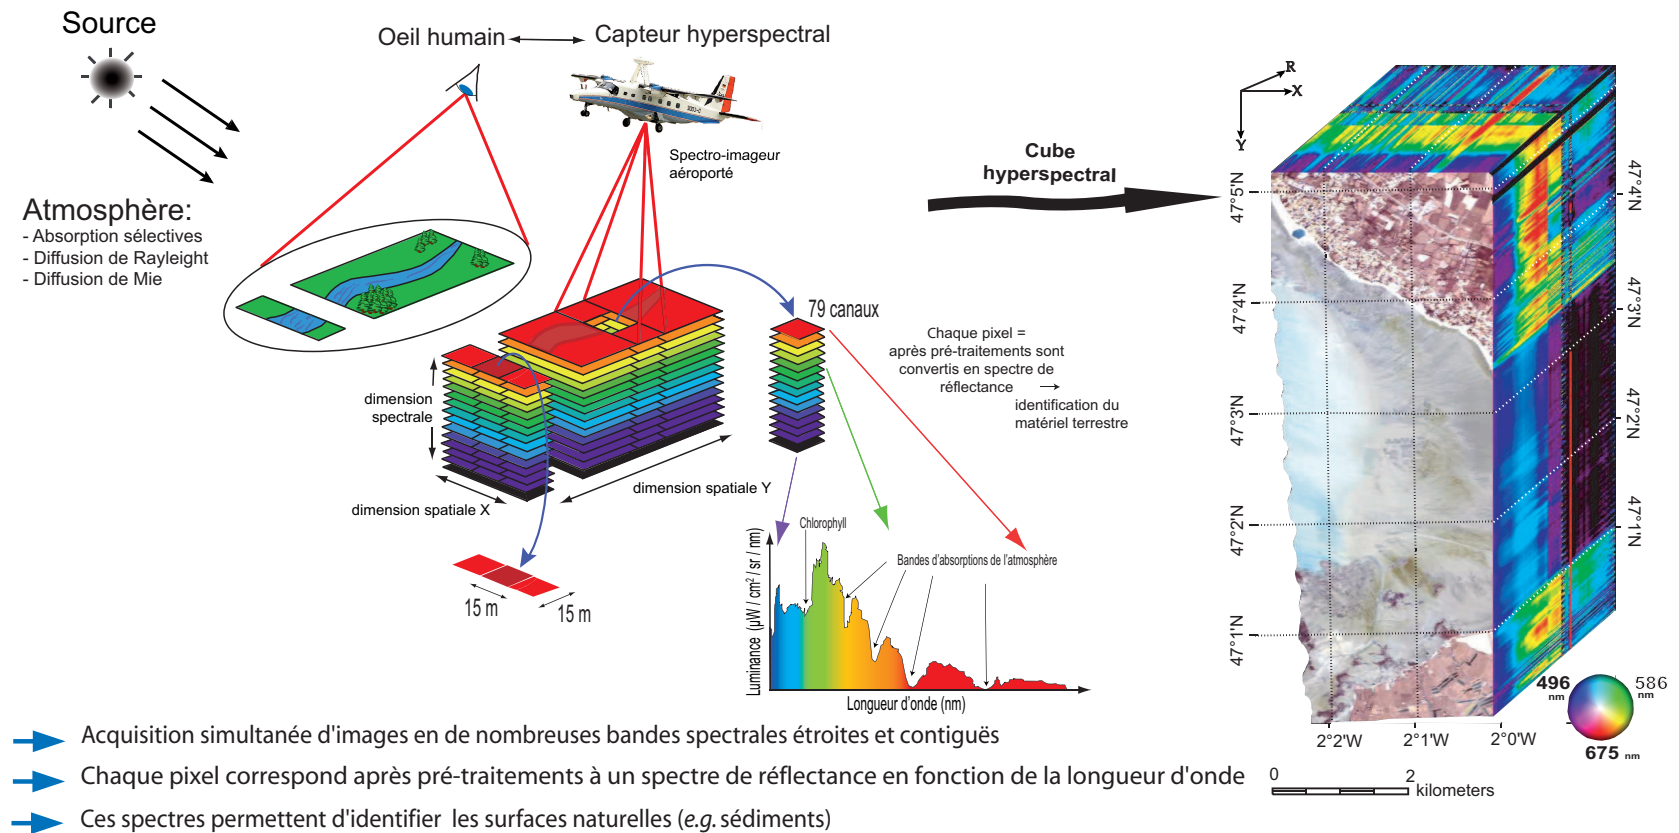 Source
Oeil humain
Capteur hyperspectral
Spectro-imageur
aéroporté
Atmosphère:
- Absorption sélectives
- Diffusion de Rayleight
- Diffusion de Mie
79 canaux
Chaque pixel =
après pré-traitements sont
convertis en spectre de
réflectance
identification du
matériel terrestre
dimension
spectrale
dimension spatiale X
dimension spatiale Y
15 m
15 m
Chlorophyll
Bandes d'absorptions de l'atmosphère
Luminance (µW / cm² / sr / nm)
Longueur d'onde (nm)
Cube
hyperspectral
R
X
Y
47°5'N
47°4'N
47°3'N
47°2'N
47°1'N
47°4'N
47°3'N
47°2'N
47°1'N
2°2'W
2°1'W
2°0'W
496
nm
586
nm
675 nm
0
2
kilometers
Acquisition simultanée d'images en de nombreuses bandes spectrales étroites et contiguës
Chaque pixel correspond après pré-traitements à un spectre de réflectance en fonction de la longueur d'onde
Ces spectres permettent d'identifier les surfaces naturelles (e.g. sédiments)